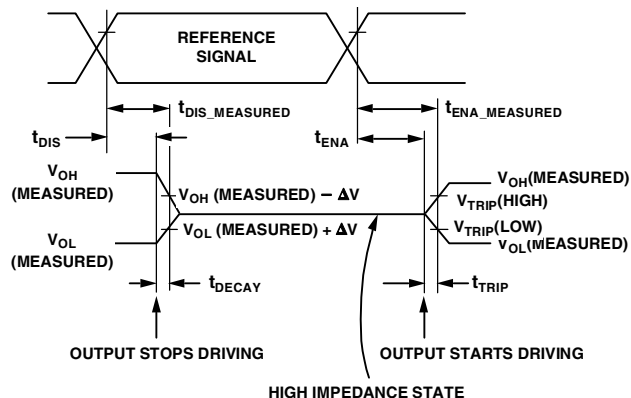 REFERENCE
SIGNAL
tDIS_MEASURED
tENA_MEASURED
tDIS
tENA
VOH
(MEASURED)
VOH (MEASURED) – ΔV
VOH(MEASURED)
VTRIP(HIGH)
VOL
(MEASURED)
VOL (MEASURED) + ΔV
VTRIP(LOW)
VOL(MEASURED)
tDECAY
tTRIP
OUTPUT STOPS DRIVING
OUTPUT STARTS DRIVING
HIGH IMPEDANCE STATE